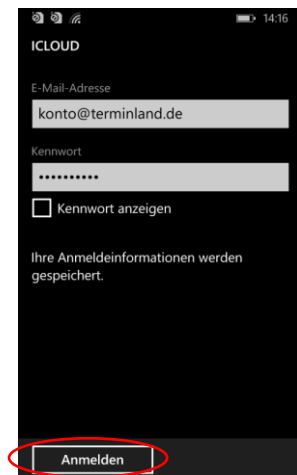 14:16
ICLOUD
E-Mail-Adresse
konto@terminland.de
Kennwort
••••••••••
Kennwort anzeigen
Ihre Anmeldeinformationen werden
gespeichert.
Anmelden